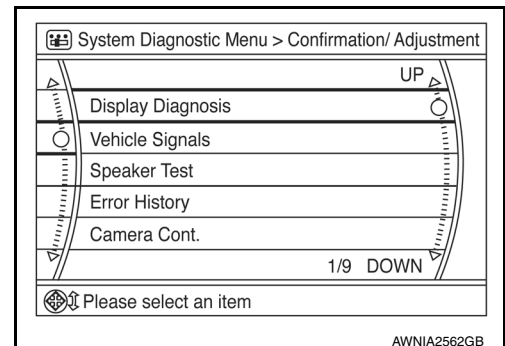 System Diagnostic Menu > Confirmation/ Adjustment
UP
Display Diagnosis
Vehicle Signals
Speaker Test
Error History
Camera Cont.
1/9 DOWN
Please select an item
AWNIA2562GB